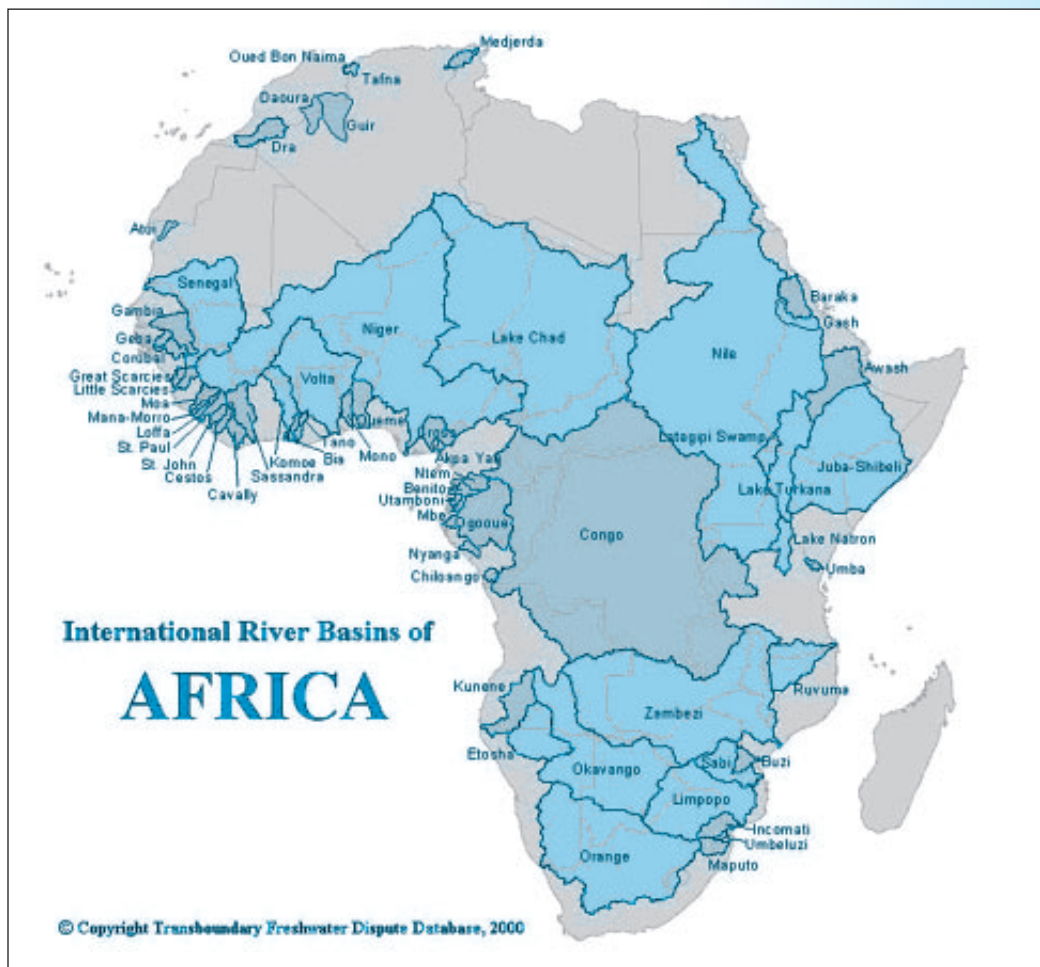 Medjerda
Oued Bon Naima
Tafna
Daoura
Guir
Dra
Atui
Senegal
Baraka
Gambia
Gash
Niger
Lake Chad
Geba
Nile
Corubal
Awash
Great Scarcies
Volta
Little Scarcies
Moa
Mana-Morro
Oueme
Cross
Lotagipi Swamp
Loffa
Tano
St. Paul
Bia
Mono
Akpa Yafi
St. John
Komoe
Juba-Shibeli
Cestos
Sassandra
Ntem
Lake Turkana
Cavally
Benito
Utamboni
Mbe
Ogooue
Congo
Lake Natron
Nyanga
Umba
Chiloango
International River Basins of
AFRICA
Kunene
Ruvuma
Zambezi
Etosha
Sabi
Buzi
Okavango
Limpopo
Incomati
Umbeluzi
Orange
Maputo
© Copyright Transboundary Freshwater Dispute Database, 2000